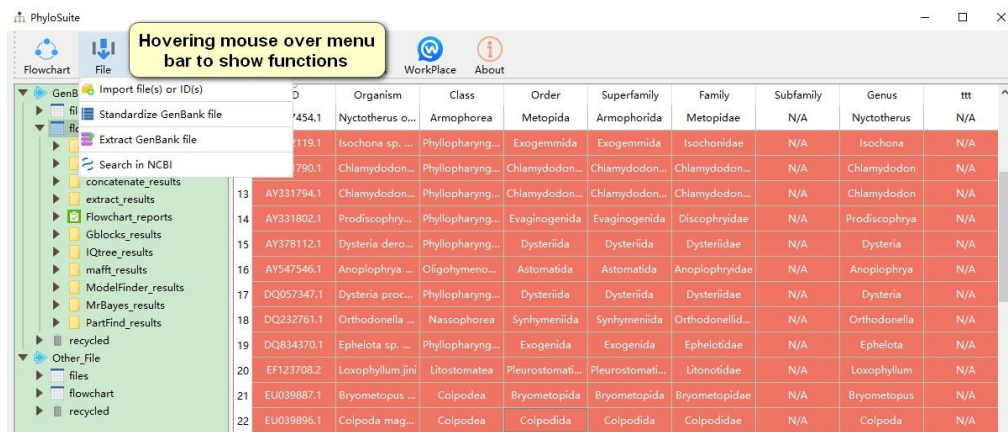 PhyloSuite
Hovering mouse over menu
bar to show functions
Flowchart File WorkPlace About
Import file(s) or ID(s)
Standardize GenBank file
Extract GenBank file
Search in NCBI
Organism Class Order Superfamily Family Subfamily Genus ttt
7454.1 Nyctotherus o... Armophorea Metopida Armophorida Metopidae N/A Nyctotherus N/A
2119.1 Isochona sp. ... Phyllopharyng... Exogemmida Exogemmida Isochonidae N/A Isochona N/A
790.1 Chlamydodon... Phyllopharyng... Chlamydodon... Chlamydodon... Chlamydodon... N/A Chlamydodon N/A
concatenate_results
13 AY331794.1 Chlamydodon... Phyllopharyng... Chlamydodon... Chlamydodon... Chlamydodon... N/A Chlamydodon N/A
extract_results
Flowchart_reports
14 AY331802.1 Prodiscophry... Phyllopharyng... Evaginogenida Evaginogenida Discophryidae N/A Prodiscophrya N/A
Gblocks_results
15 AY378112.1 Dysteria dero... Phyllopharyng... Dysteriida Dysteriida Dysteriidae N/A Dysteria N/A
IQtree_results
mafft_results
16 AY547546.1 Anoplophrya ... Oligohymeno... Astomatida Astomatida Anoplophryidae N/A Anoplophrya N/A
ModelFinder_results
17 DQ057347.1 Dysteria proc... Phyllopharyng... Dysteriida Dysteriida Dysteriidae N/A Dysteria N/A
MrBayes_results
PartFind_results
18 DQ232761.1 Orthodonella ... Nassophorea Synhymeniida Synhymeniida Orthodonellid... N/A Orthodonella N/A
recycled
19 DQ834370.1 Ephelota sp. ... Phyllopharyng... Exogenida Exogenida Ephelotidae N/A Ephelota N/A
Other_File
20 EF123708.2 Loxophyllum jini Litostomatea Pleurostomati... Pleurostomati... Litonotidae N/A Loxophyllum N/A
files
flowchart
21 EU039887.1 Bryometopus ... Colpodea Bryometopida Bryometopida Bryometopidae N/A Bryometopus N/A
recycled
22 EU039896.1 Colpoda mag... Colpodea Colpodida Colpodida Colpodidae N/A Colpoda N/A